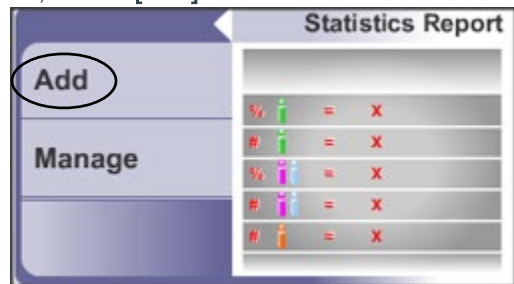 Statistics Report
Add
Manage
% = X
# = X
% = X
# = X
# = X